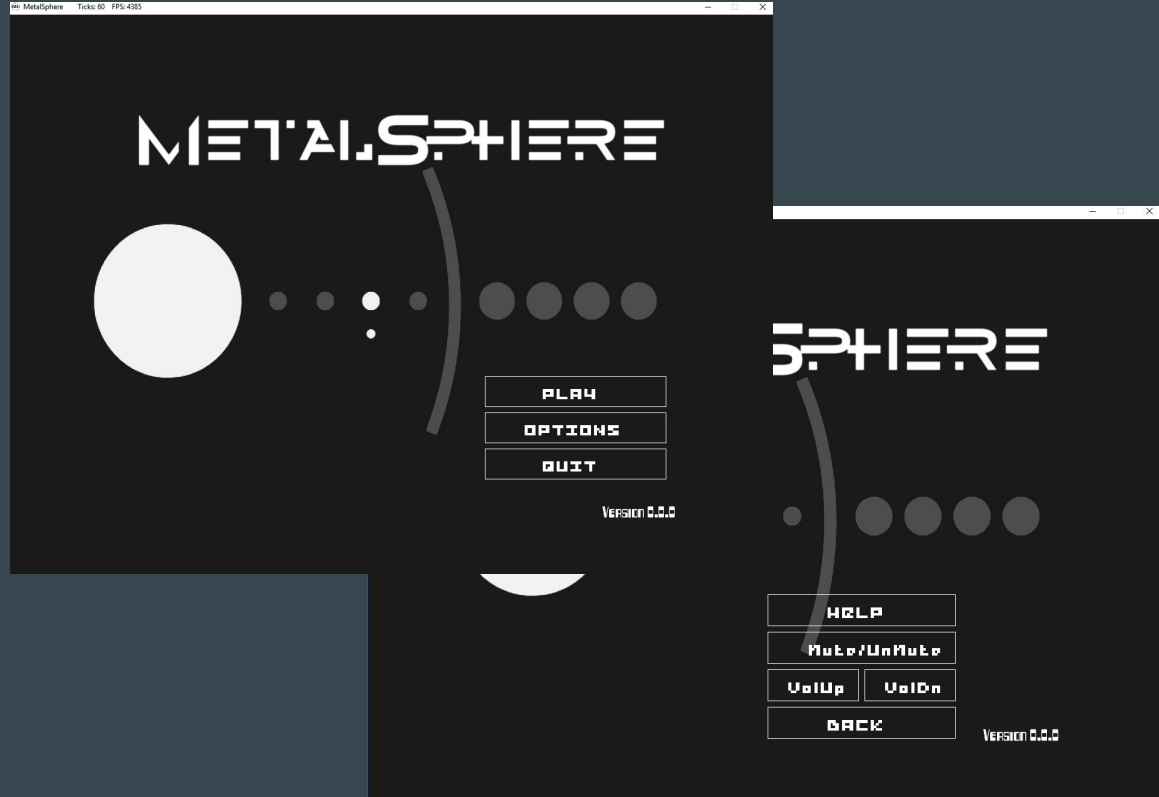 MetalSphere Ticks: 60 FPS: 4385
METALSPHERE
PLAY
OPTIONS
QUIT
VERSION 0.0.0
SPHERE
HELP
Mute/UnMute
VolUp VolDn
BACK
VERSION 0.0.0